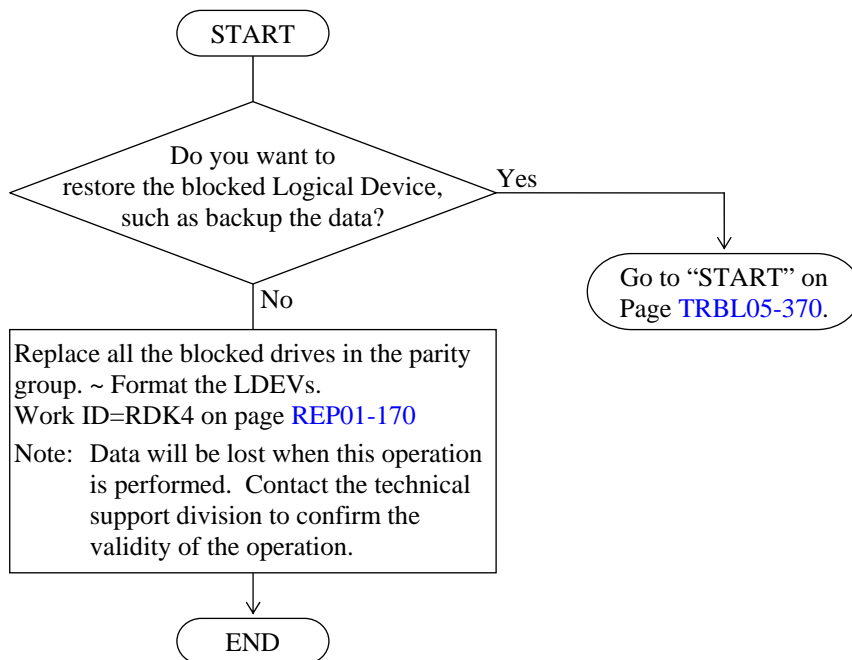 START
Do you want to
restore the blocked Logical Device,
such as backup the data?
Yes
Go to “START” on
Page TRBL05-370.
No
Replace all the blocked drives in the parity
group. ~ Format the LDEVs.
Work ID=RDK4 on page REP01-170
Note: Data will be lost when this operation
is performed. Contact the technical
support division to confirm the
validity of the operation.
END